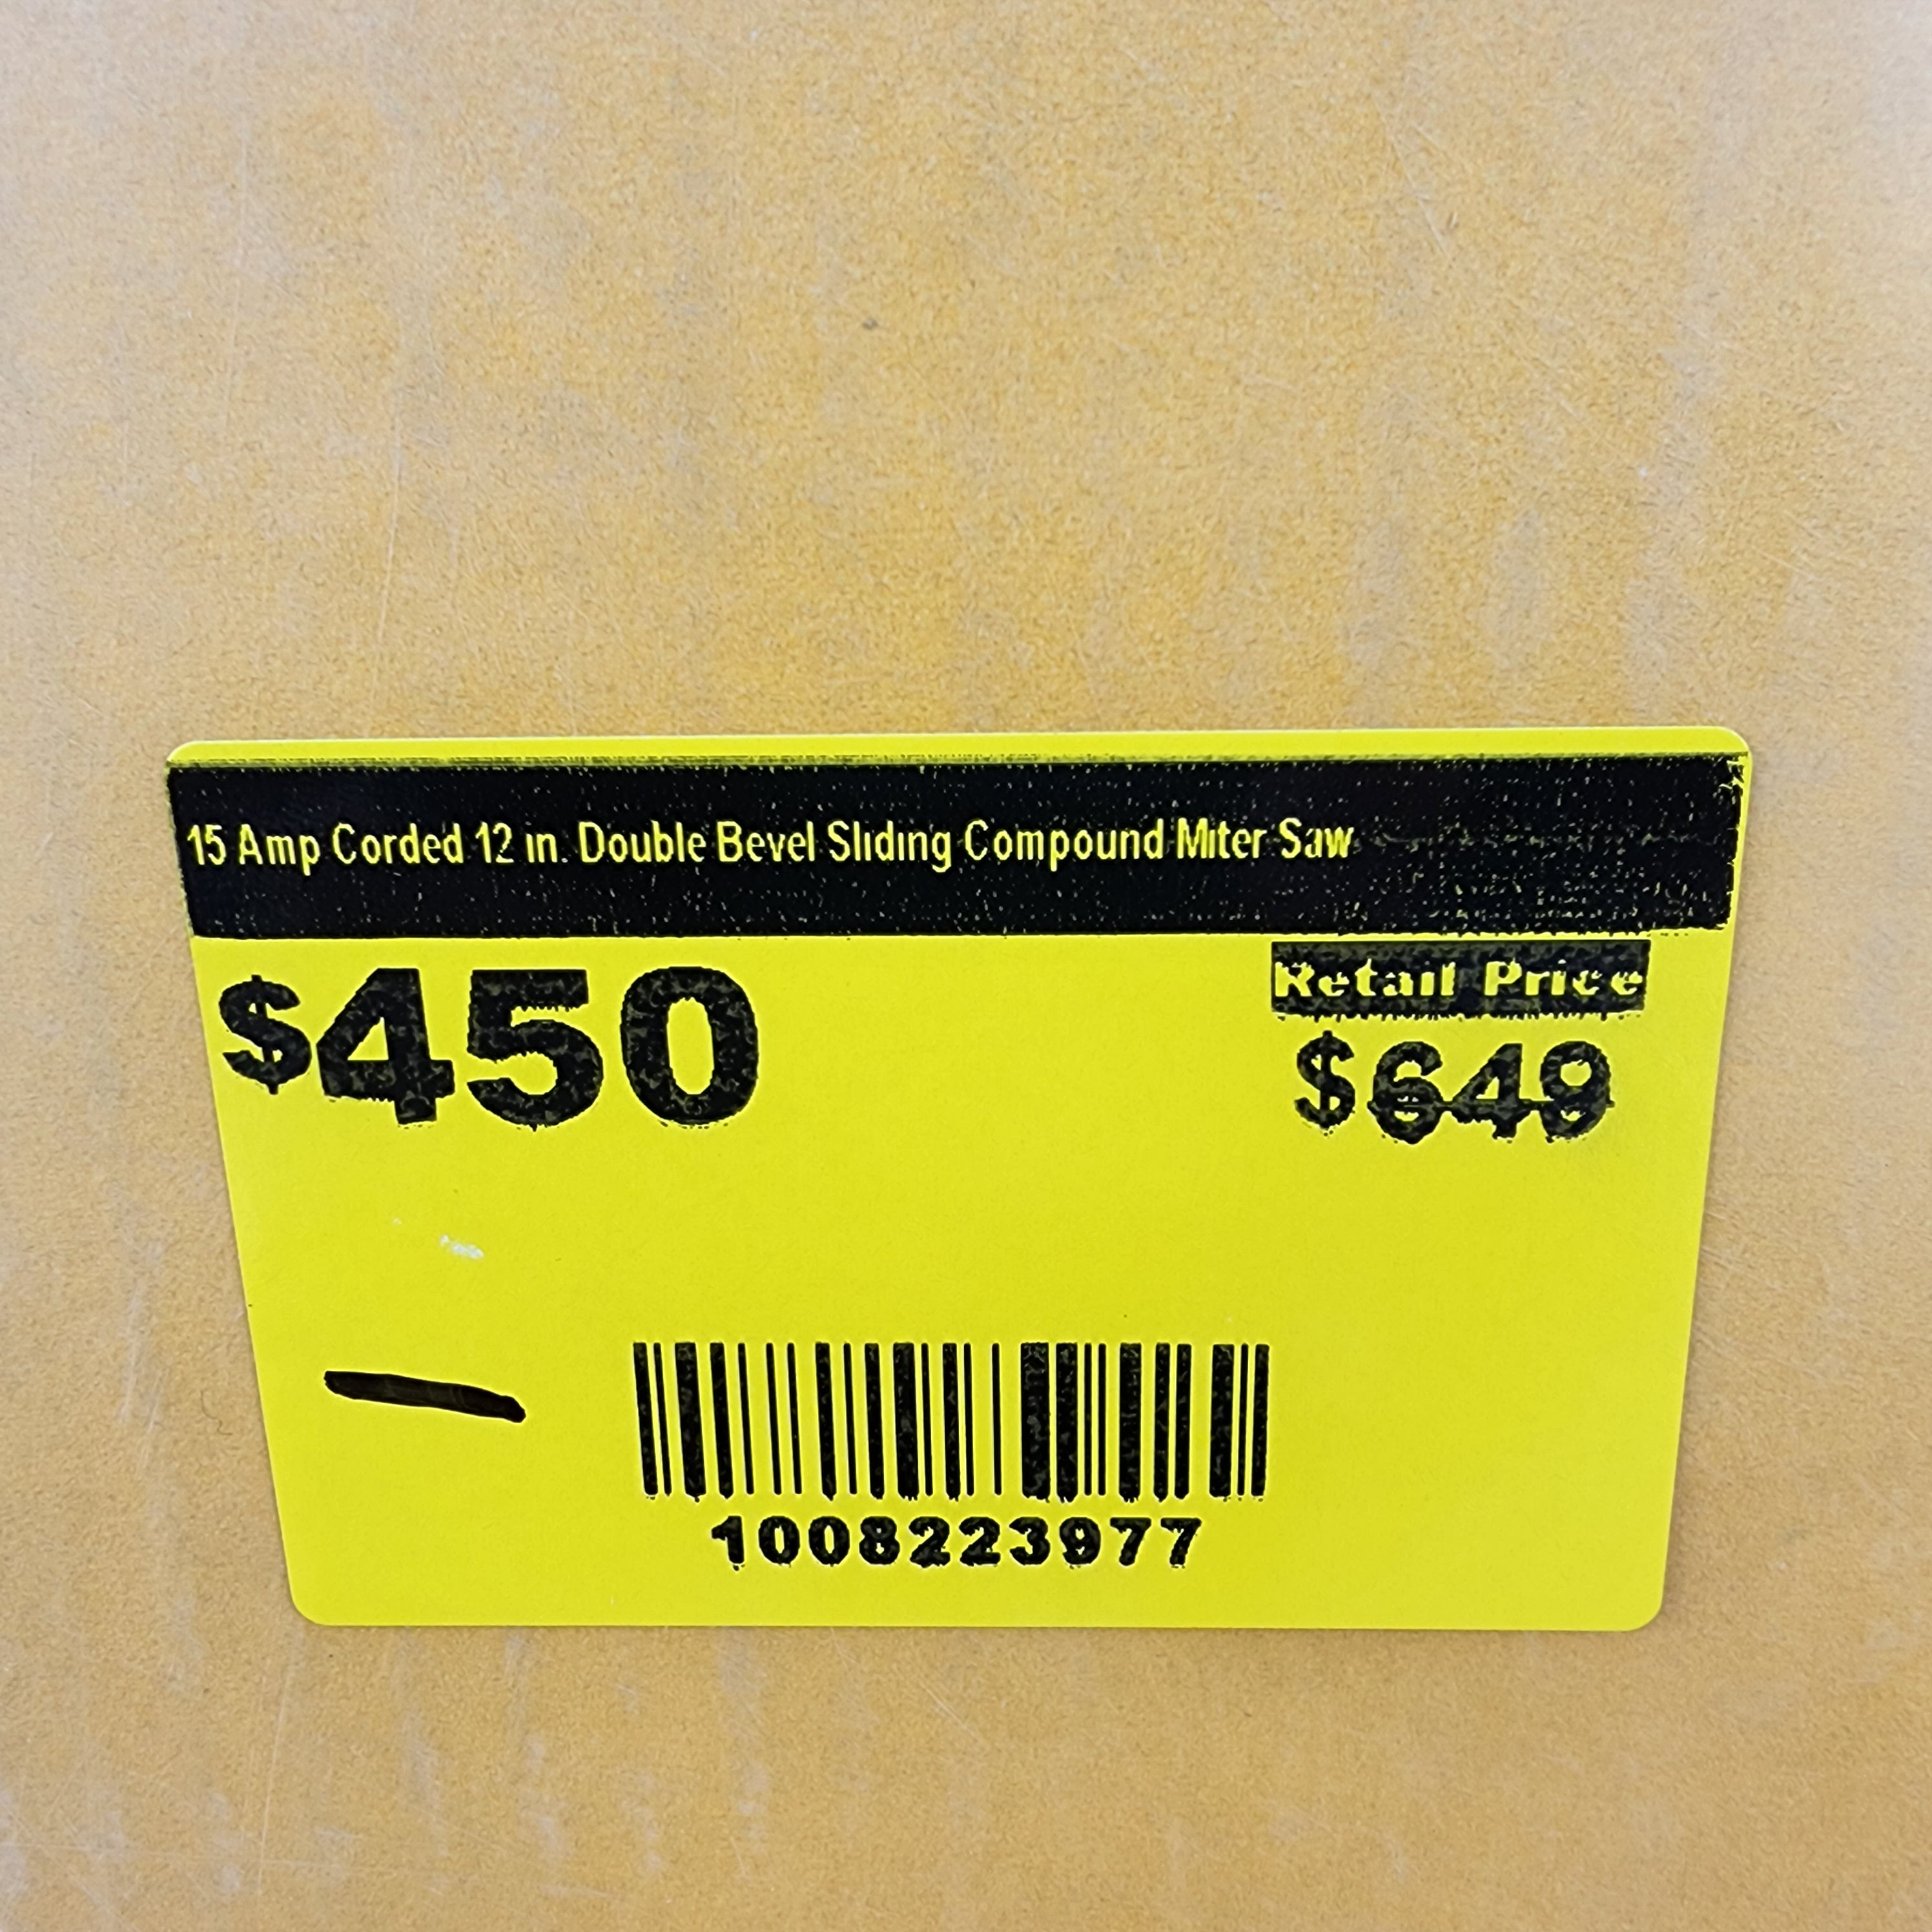 15 Amp Corded 12 in. Double Bevel Sliding Compound Miter Saw
$450
Retail Price
$649
1008223977